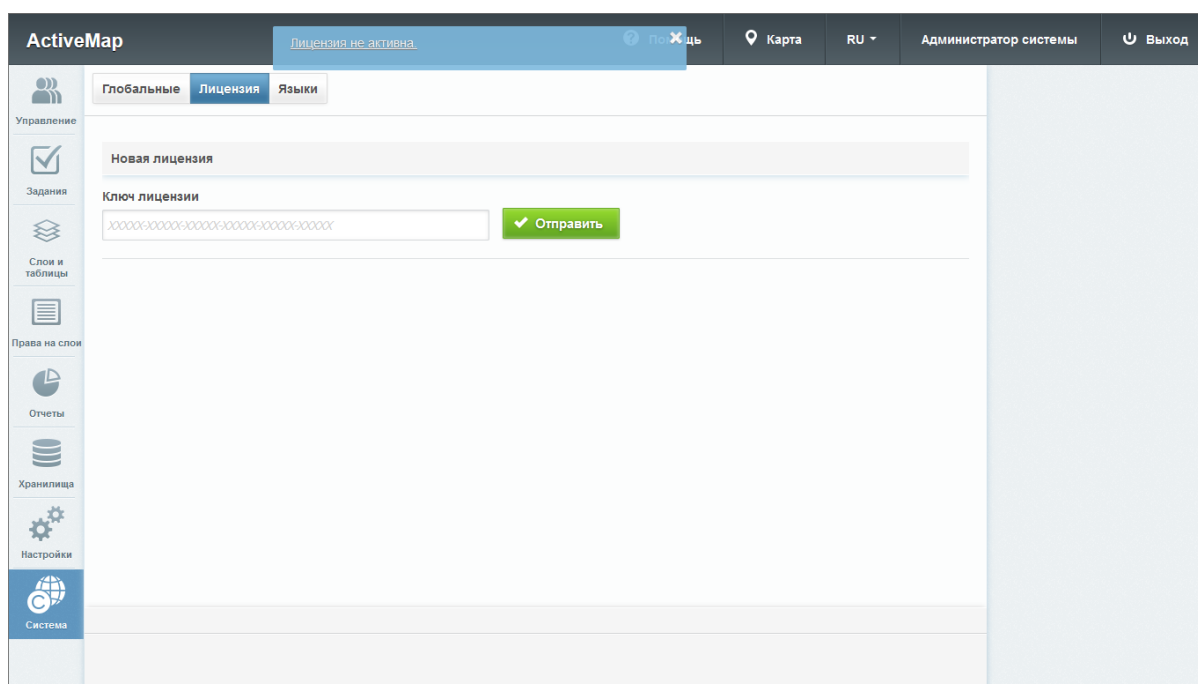 ActiveMap
Лицензия не активна.
Помощь
Карта
RU
Администратор системы
Выход
Глобальные
Лицензия
Языки
Управление
Задания
Слои и
таблицы
Права на слои
Отчеты
Хранилища
Настройки
Система
Новая лицензия
Ключ лицензии
XXXXX-XXXXX-XXXXX-XXXXX-XXXXX-XXXXX
Отправить